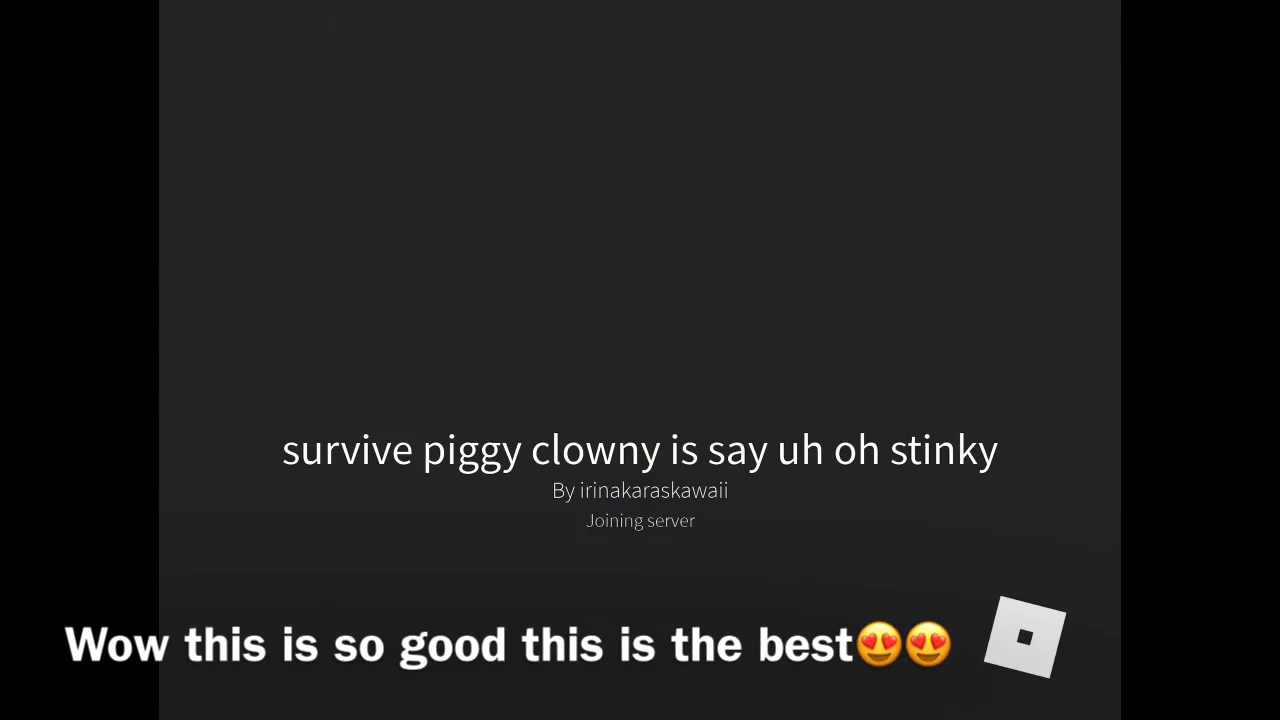 survive piggy clowny is say uh oh stinky
By irinakaraskawaii
Joining server
Wow this is so good this is the best😍😍